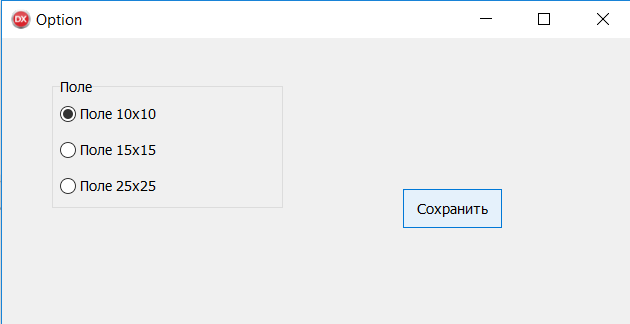 DX Option
Поле
Поле 10x10
Поле 15x15
Поле 25x25
Сохранить